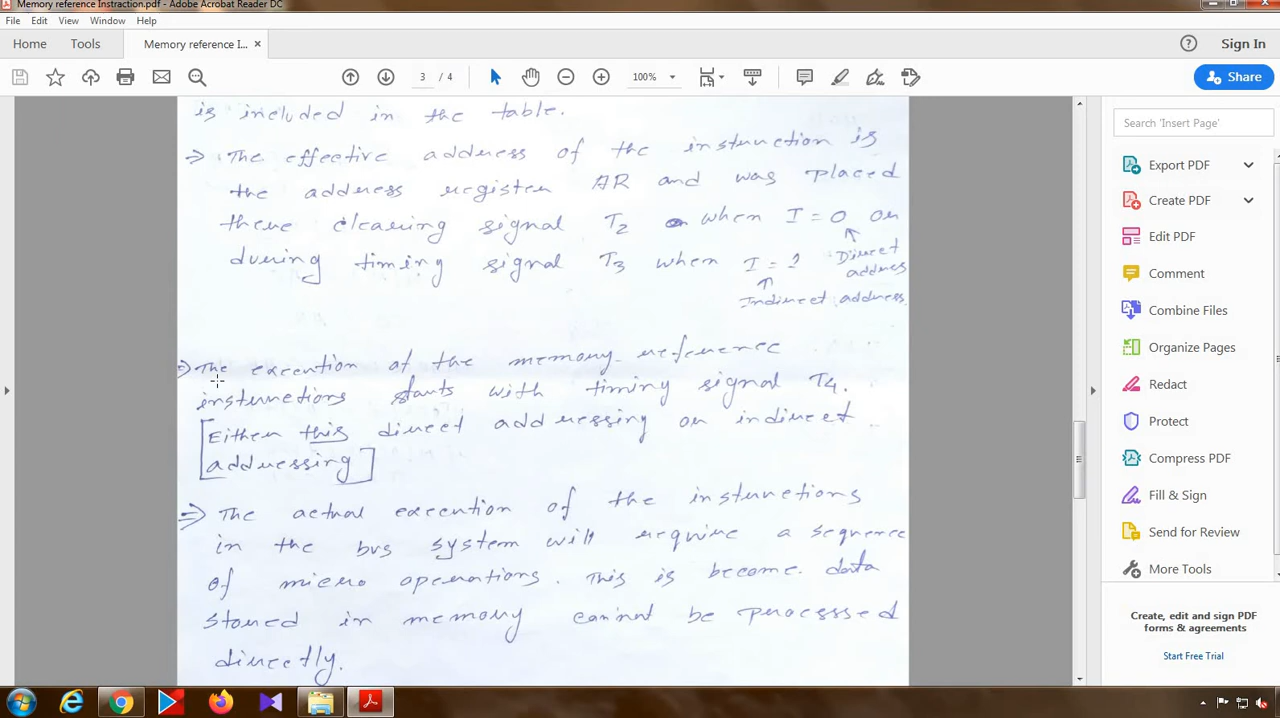 Memory reference Instraction.pdf - Adobe Acrobat Reader DC
File Edit View Window Help
Home Tools Memory reference I... × Sign In
3 / 4 100% Share
is included in the table.
=> The effective address of the instruction is
the address register AR and was placed
there clearing signal T2 when I = 0 or
Direct
address
during timing signal T3 when I = 1
Indirect address
=> The execution of the memory reference
instructions starts with timing signal T4.
[Either this direct addressing or indirect
addressing]
=> The actual execution of the instructions
in the bus system will require a sequence
of micro operations. This is become data
stored in memory cannot be processed
directly.
Search 'Insert Page'
Export PDF
Create PDF
Edit PDF
Comment
Combine Files
Organize Pages
Redact
Protect
Compress PDF
Fill & Sign
Send for Review
More Tools
Create, edit and sign PDF
forms & agreements
Start Free Trial